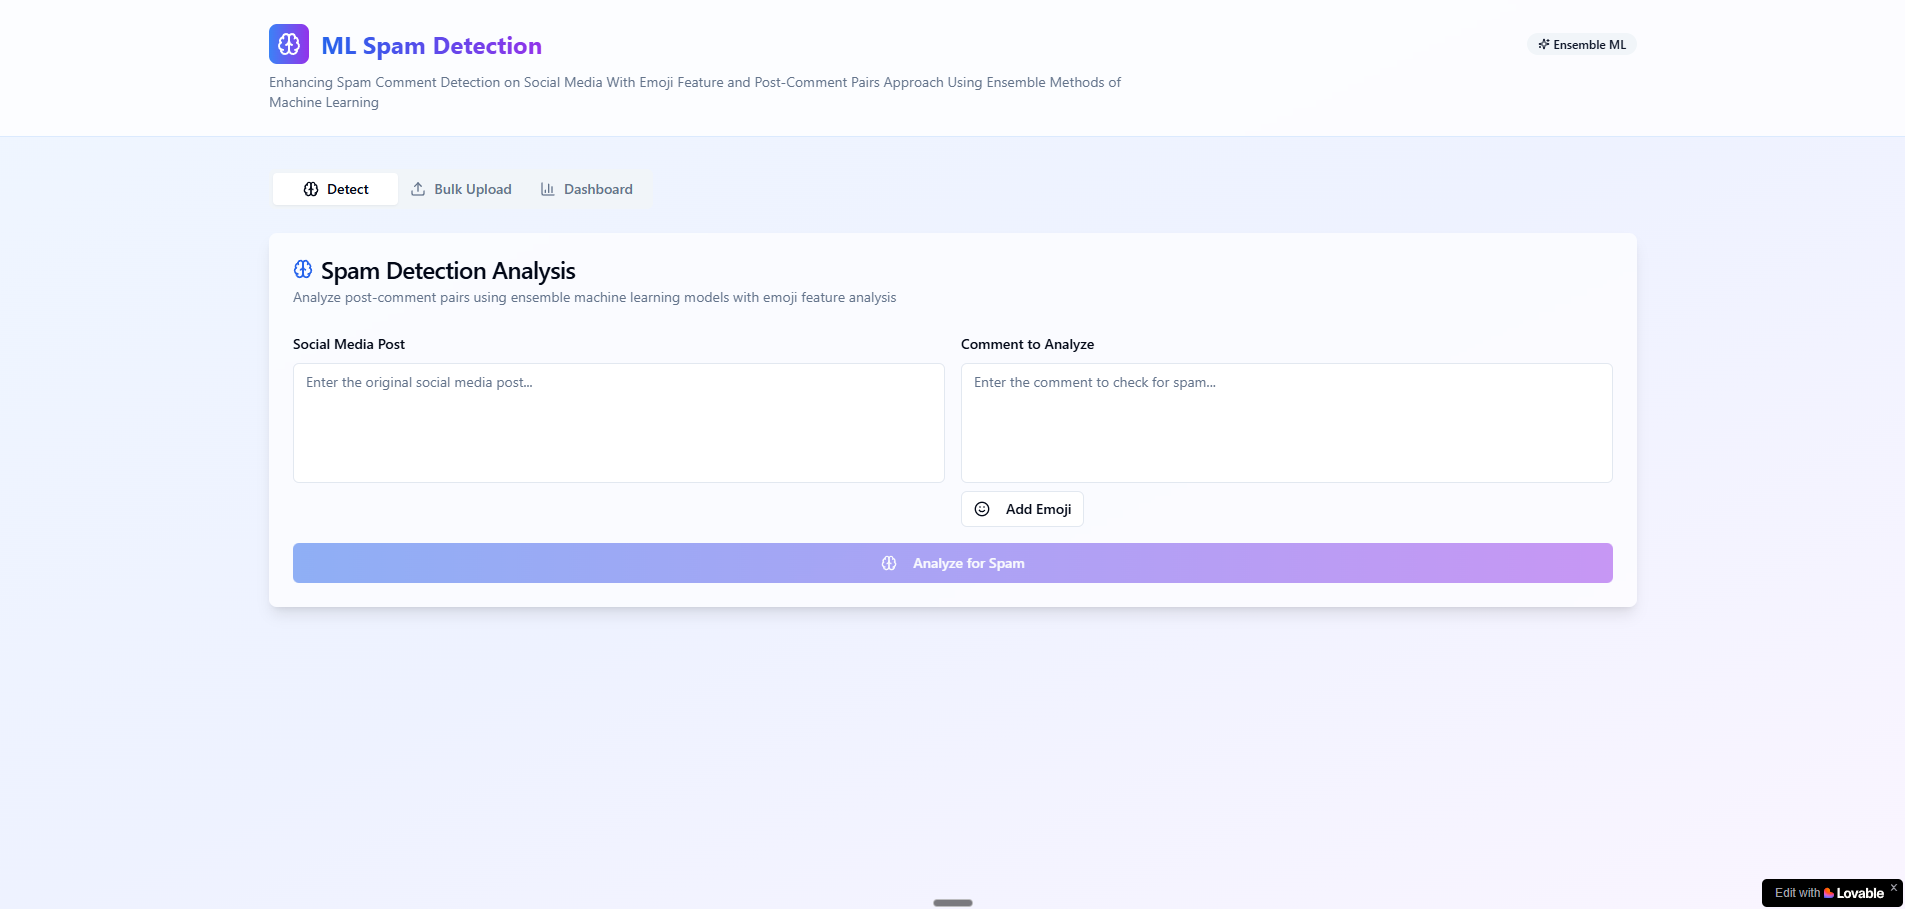 ML Spam Detection
Ensemble ML
Enhancing Spam Comment Detection on Social Media With Emoji Feature and Post-Comment Pairs Approach Using Ensemble Methods of
Machine Learning
Detect
Bulk Upload
Dashboard
Spam Detection Analysis
Analyze post-comment pairs using ensemble machine learning models with emoji feature analysis
Social Media Post
Enter the original social media post...
Comment to Analyze
Enter the comment to check for spam...
Add Emoji
Analyze for Spam
Edit with Lovable